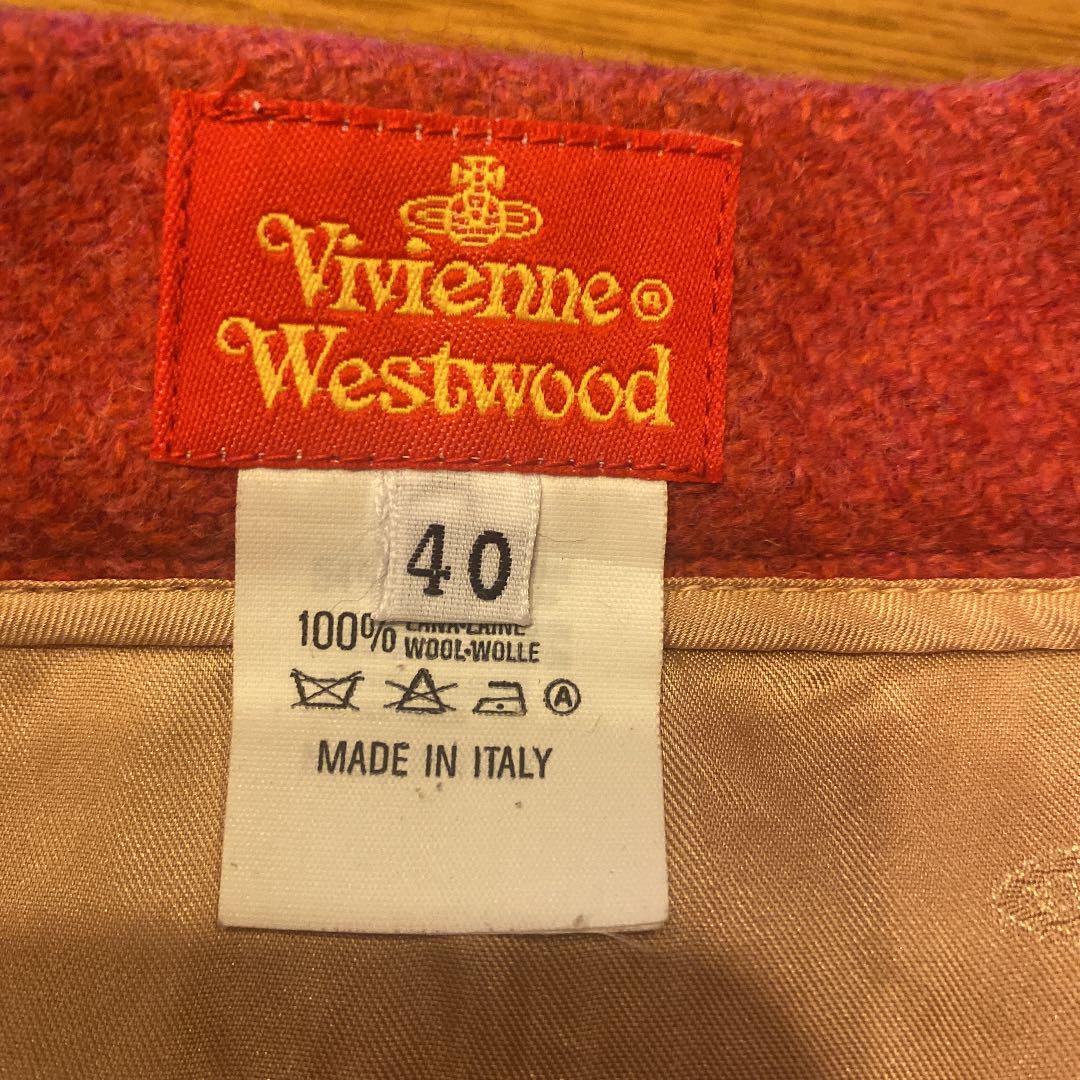 Vivienne®
Westwood
40
100% LANA-LAINE
WOOL-WOLLE
A
MADE IN ITALY